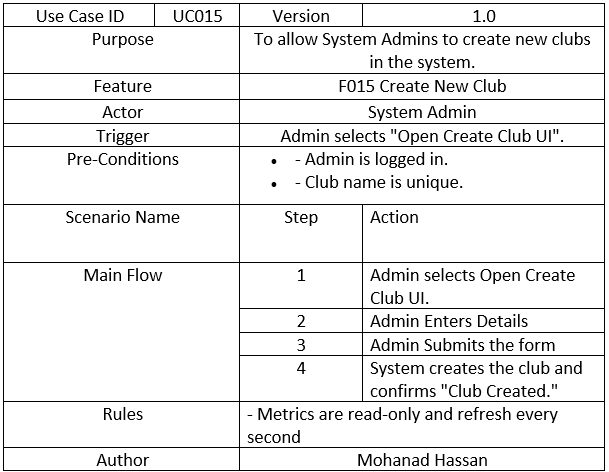 Use Case ID UC015 Version 1.0
Purpose To allow System Admins to create new clubs
in the system.
Feature F015 Create New Club
Actor System Admin
Trigger Admin selects "Open Create Club UI".
Pre-Conditions • - Admin is logged in.
• - Club name is unique.
Scenario Name Step Action
Main Flow 1 Admin selects Open Create
Club UI.
2 Admin Enters Details
3 Admin Submits the form
4 System creates the club and
confirms "Club Created."
Rules - Metrics are read-only and refresh every
second
Author Mohanad Hassan